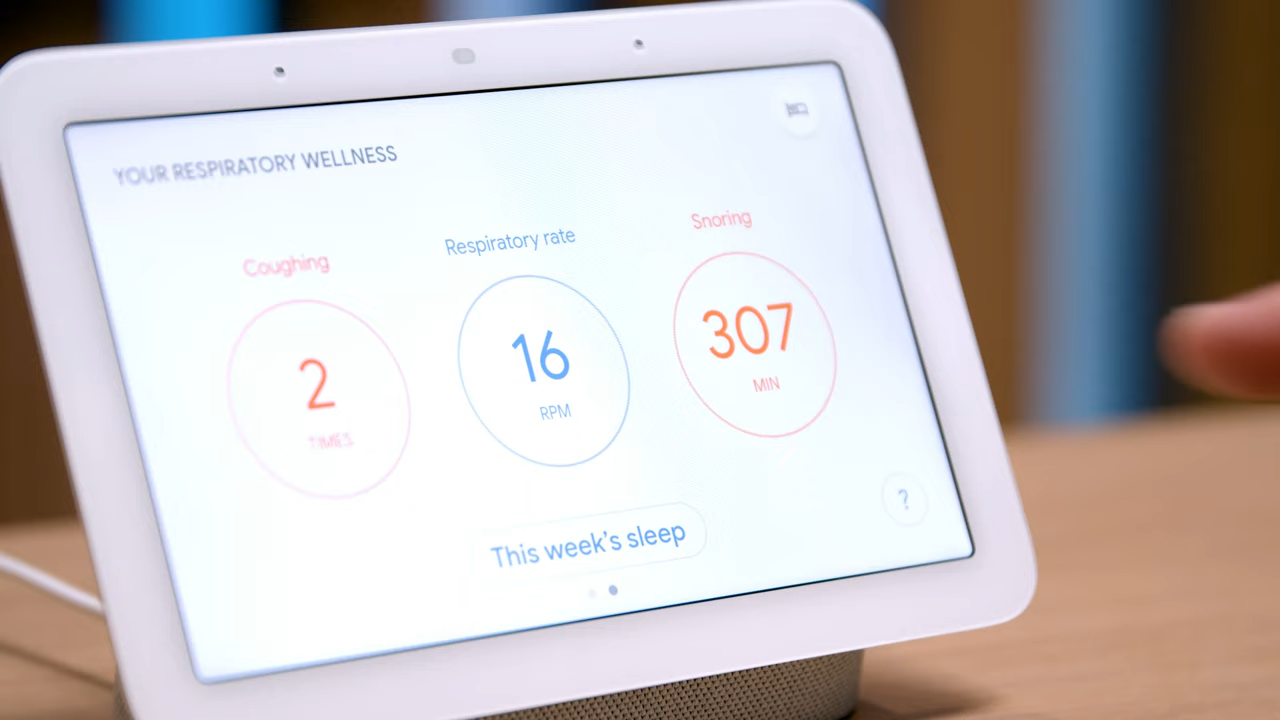 YOUR RESPIRATORY WELLNESS
Coughing
2
TIMES
Respiratory rate
16
RPM
Snoring
307
MIN
?
This week's sleep